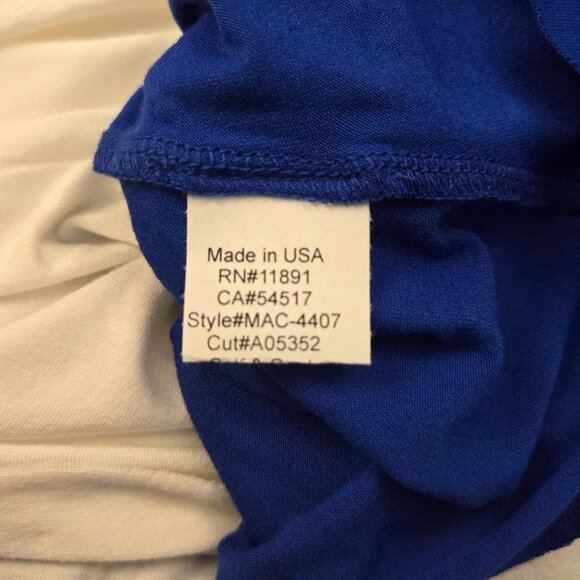 Made in USA
RN#11891
CA#54517
Style#MAC-4407
Cut#A05352